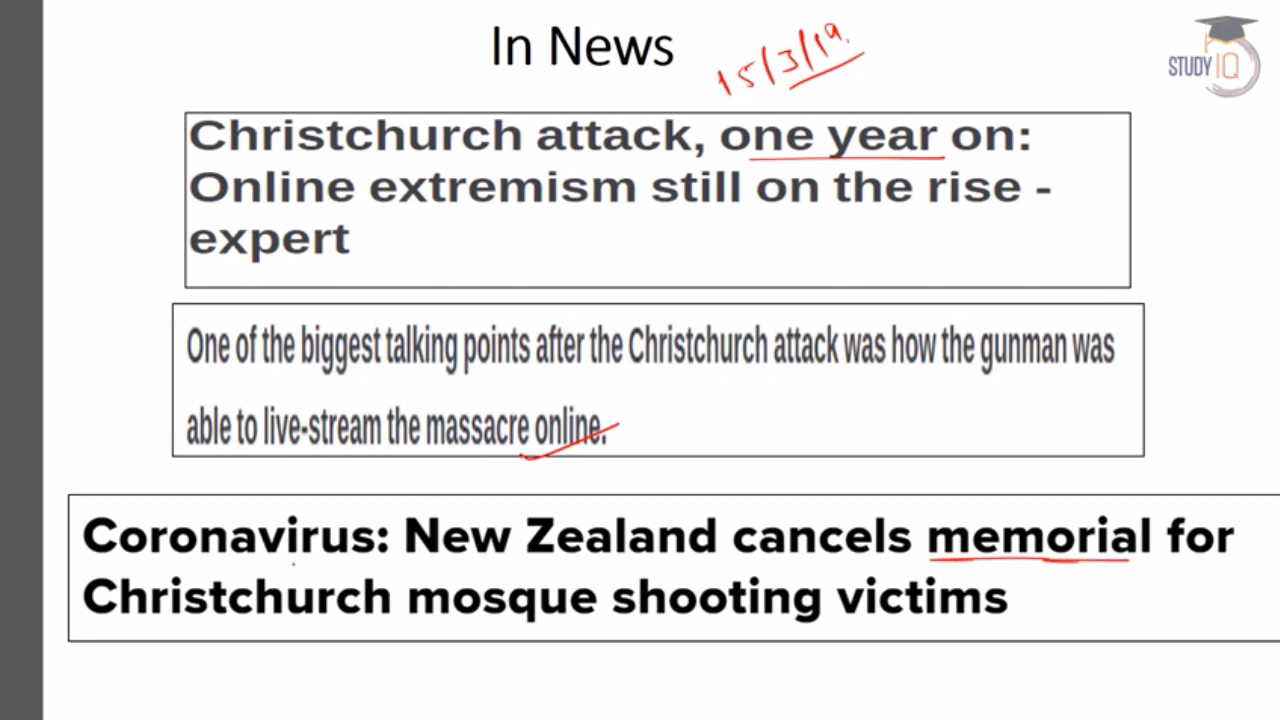 In News
15/3/19.
STUDY IQ
Christchurch attack, one year on:
Online extremism still on the rise -
expert
One of the biggest talking points after the Christchurch attack was how the gunman was
able to live-stream the massacre online.
Coronavirus: New Zealand cancels memorial for
Christchurch mosque shooting victims